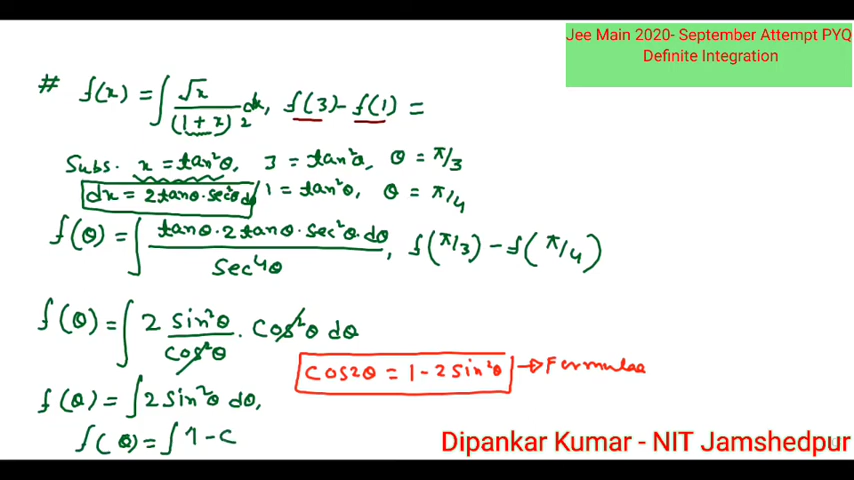 Jee Main 2020- September Attempt PYQ
Definite Integration
# f(x) = ∫ √x / (1+x)² dx, f(3) - f(1) =
Subs. x = tan²θ, 3 = tan²θ, θ = π/3
dx = 2tanθ·sec²θ dθ, 1 = tan²θ, θ = π/4
f(θ) = ∫ tanθ·2tanθ·sec²θ·dθ / sec⁴θ, f(π/3) - f(π/4)
f(θ) = ∫ 2 sin²θ / cos²θ · cos²θ dθ
cos2θ = 1 - 2sin²θ → Formulae
f(θ) = ∫ 2 sin²θ dθ,
f(θ) = ∫ 1 - c
Dipankar Kumar - NIT Jamshedpur